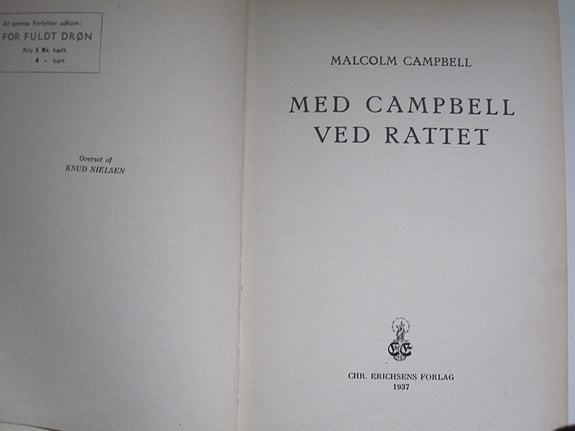 Af samme Forfatter udkom:
FOR FULDT DRØN
Pris 3 Kr. hæft.
4 - kart.
Oversat af
KNUD NIELSEN
MALCOLM CAMPBELL
MED CAMPBELL
VED RATTET
CHR. ERICHSENS FORLAG
1937